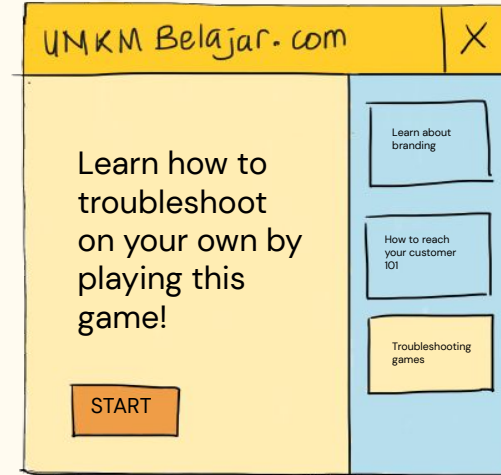 UMKM Belajar.com
X
Learn how to
troubleshoot
on your own by
playing this
game!
START
Learn about
branding
How to reach
your customer
101
Troubleshooting
games